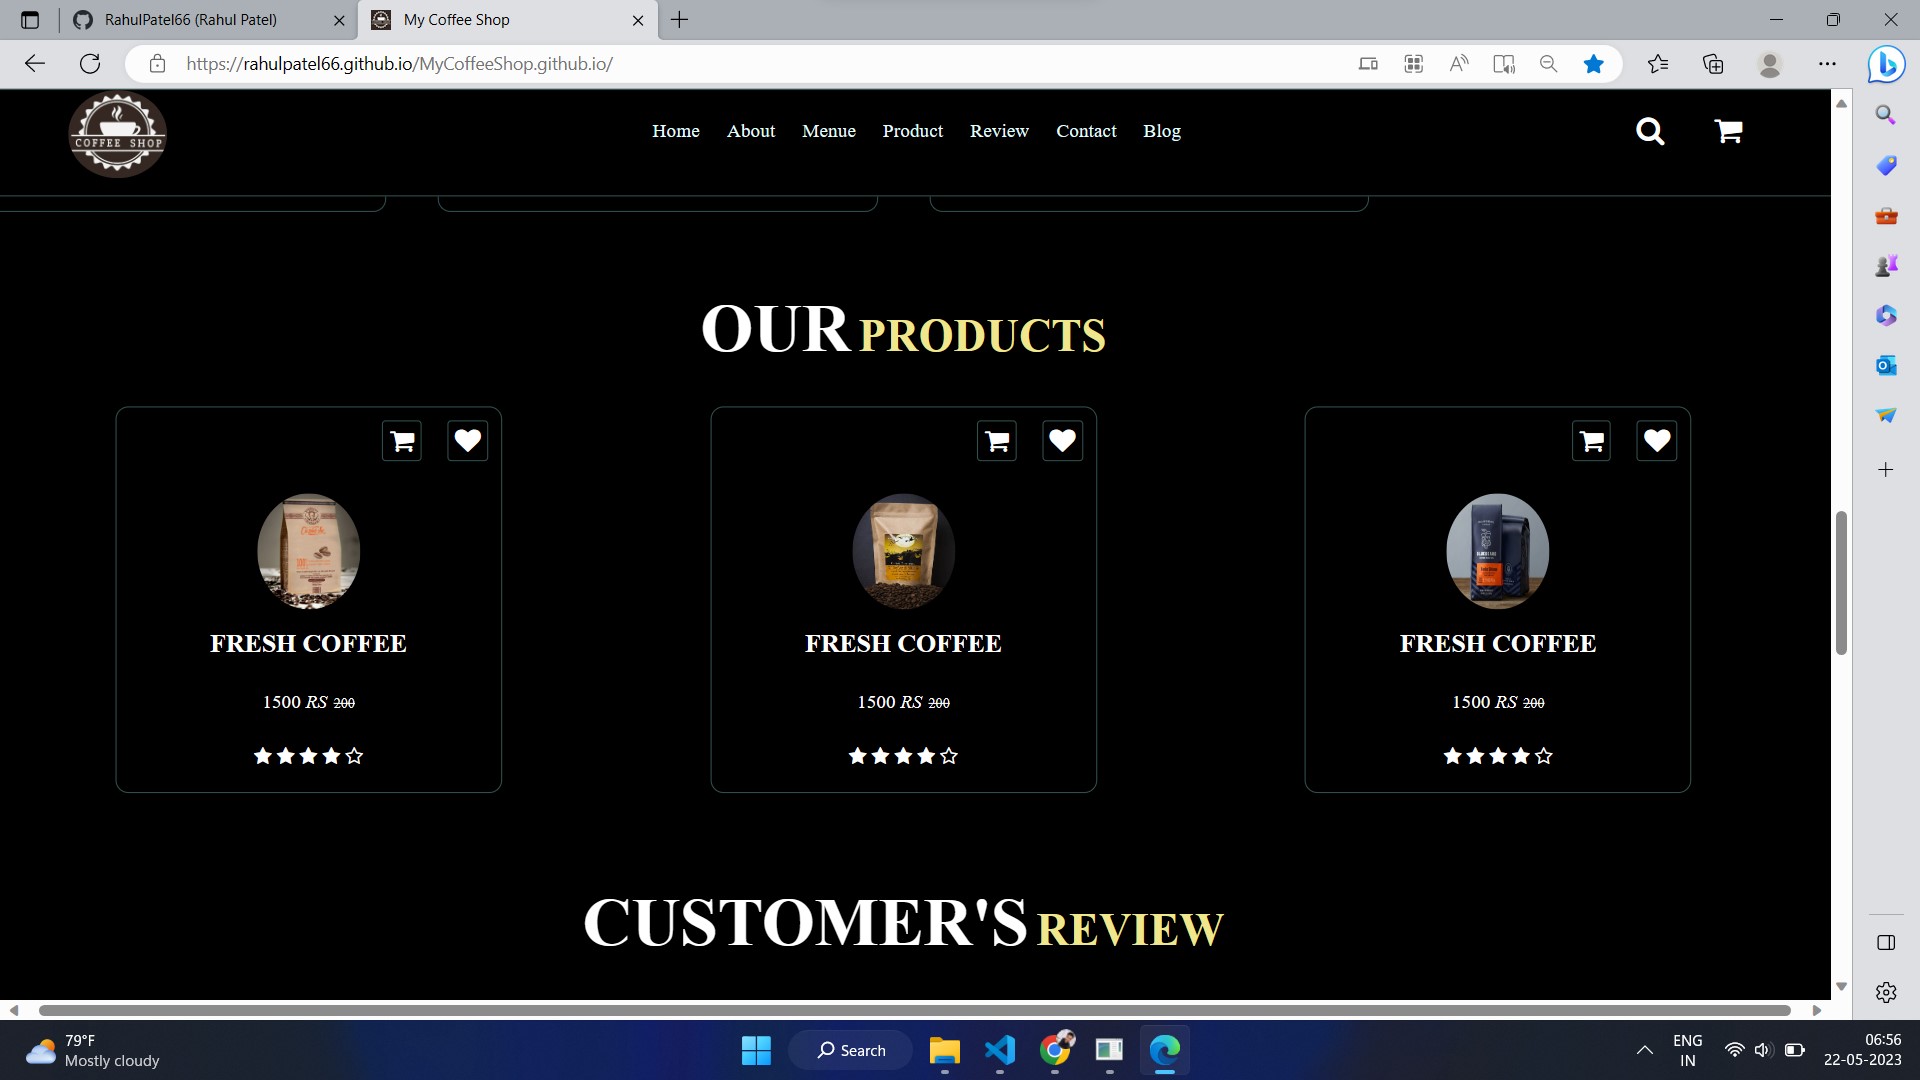 RahulPatel66 (Rahul Patel)
My Coffee Shop
https://rahulpatel66.github.io/MyCoffeeShop.github.io/
COFFEE SHOP
Home About Menue Product Review Contact Blog
OUR PRODUCTS
FRESH COFFEE
1500 RS 200
FRESH COFFEE
1500 RS 200
FRESH COFFEE
1500 RS 200
CUSTOMER'S REVIEW
79°F
Mostly cloudy
Search
ENG
IN
06:56
22-05-2023